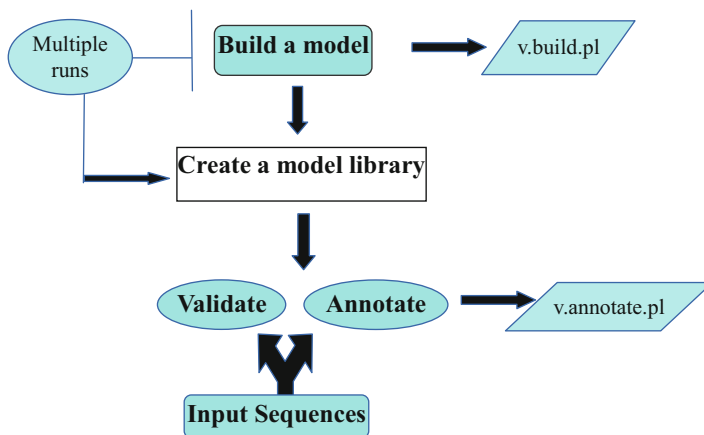 Multiple
runs
Build a model
v.build.pl
Create a model library
Validate
Annotate
v.annotate.pl
Input Sequences